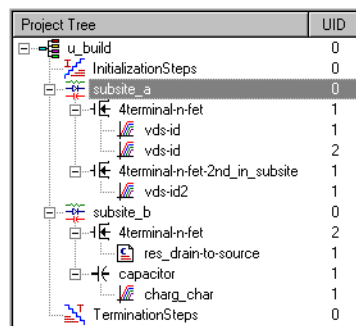 Project Tree UID
u_build 0
InitializationSteps 0
subsite_a 0
4terminal-n-fet 1
vds-id 1
vds-id 2
4terminal-n-fet-2nd_in_subsite 1
vds-id2 1
subsite_b 0
4terminal-n-fet 2
res_drain-to-source 1
capacitor 1
charg_char 1
TerminationSteps 0